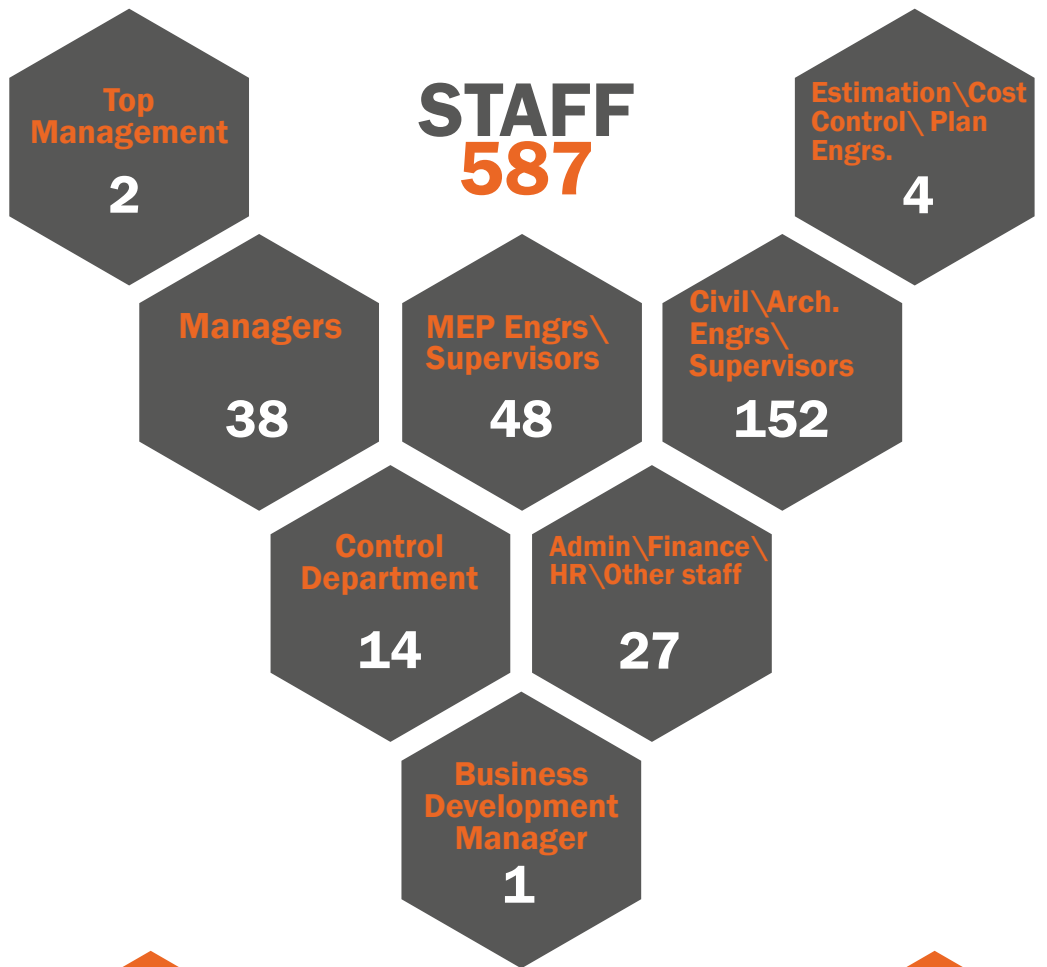 Top
Management
2
STAFF
587
Estimation\Cost
Control\ Plan
Engrs.
4
Managers
38
MEP Engrs\
Supervisors
48
Civil\Arch.
Engrs\
Supervisors
152
Control
Department
14
Admin\Finance\
HR\Other staff
27
Business
Development
Manager
1